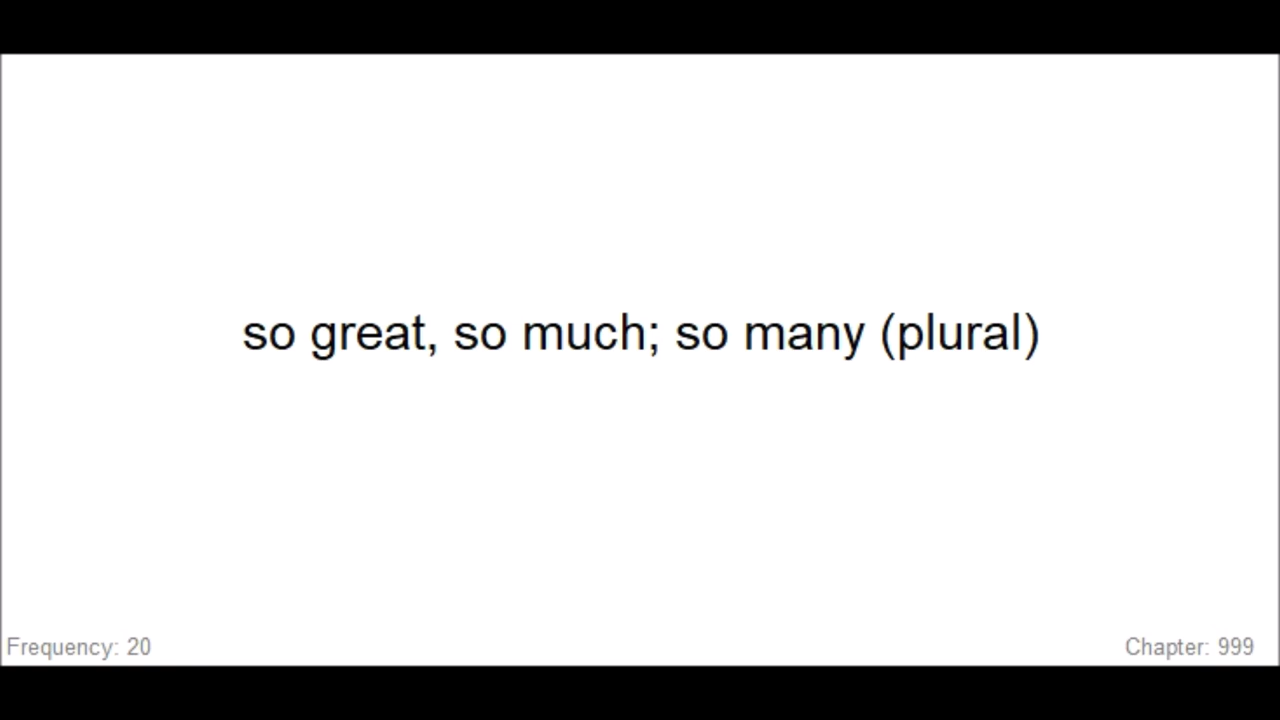 so great, so much; so many (plural)
Frequency: 20
Chapter: 999